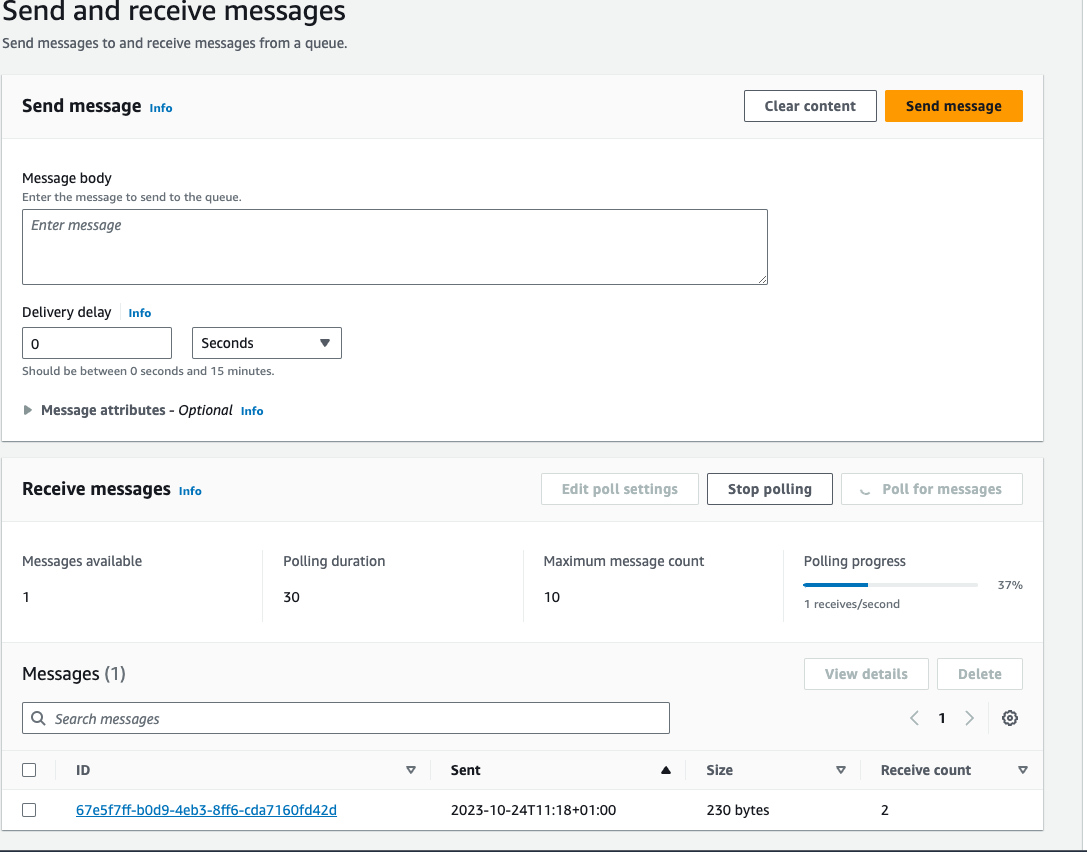 Send and receive messages
Send messages to and receive messages from a queue.
Send message Info
Clear content
Send message
Message body
Enter the message to send to the queue.
Enter message
Delivery delay Info
0
Seconds
Should be between 0 seconds and 15 minutes.
Message attributes - Optional Info
Receive messages Info
Edit poll settings
Stop polling
Poll for messages
Messages available
1
Polling duration
30
Maximum message count
10
Polling progress
37%
1 receives/second
Messages (1)
View details
Delete
Search messages
1
ID Sent Size Receive count
67e5f7ff-b0d9-4eb3-8ff6-cda7160fd42d 2023-10-24T11:18+01:00 230 bytes 2